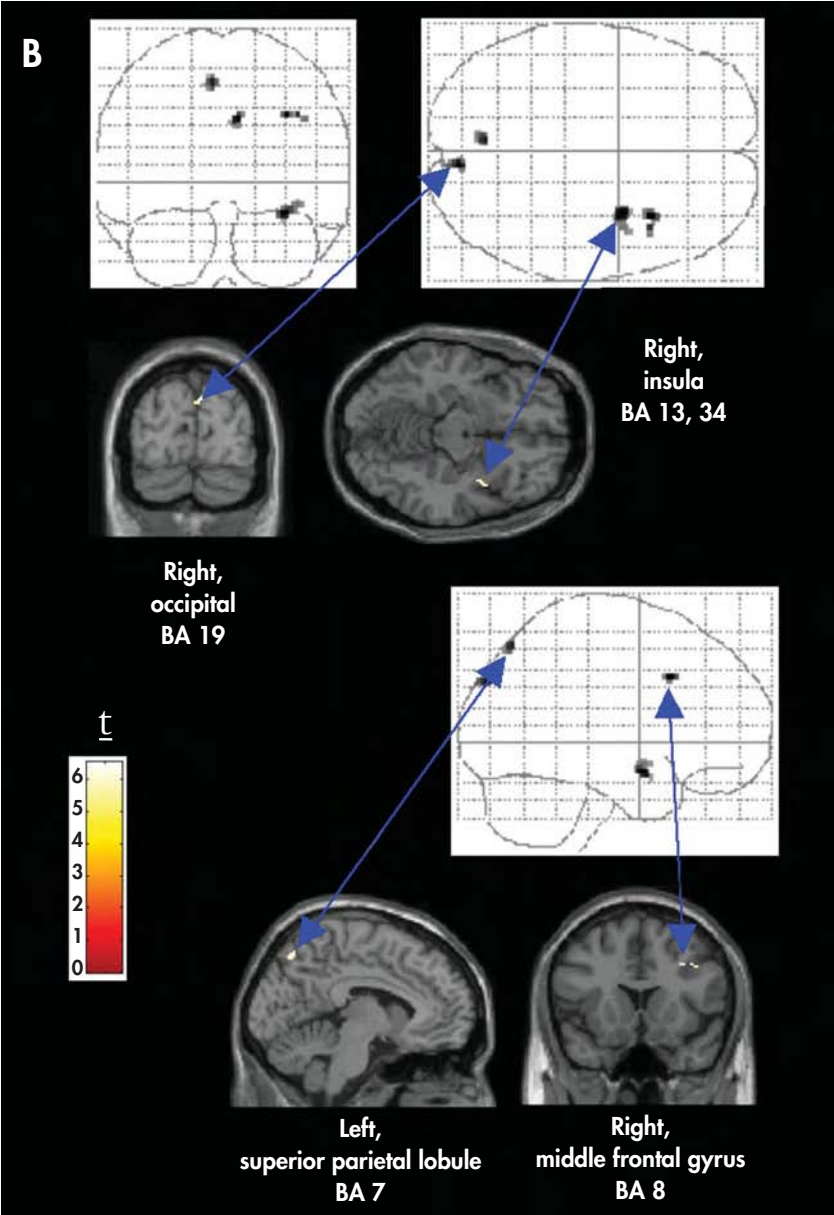 B
Right,
insula
BA 13, 34
Right,
occipital
BA 19
t
6
5
4
3
2
1
0
Left,
superior parietal lobule
BA 7
Right,
middle frontal gyrus
BA 8